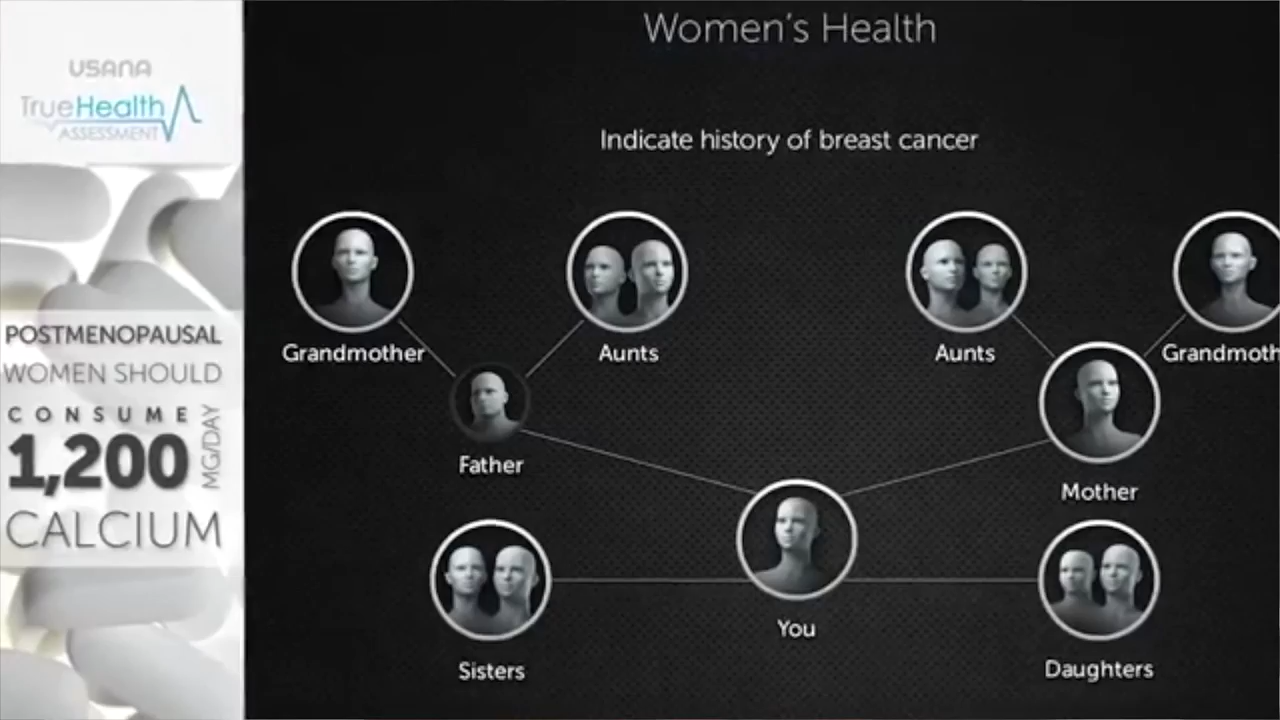 USANA
TrueHealth
ASSESSMENT
POSTMENOPAUSAL
WOMEN SHOULD
CONSUME
1,200 MG/DAY
CALCIUM
Women's Health
Indicate history of breast cancer
Grandmother
Aunts
Aunts
Grandmoth
Father
Mother
You
Sisters
Daughters